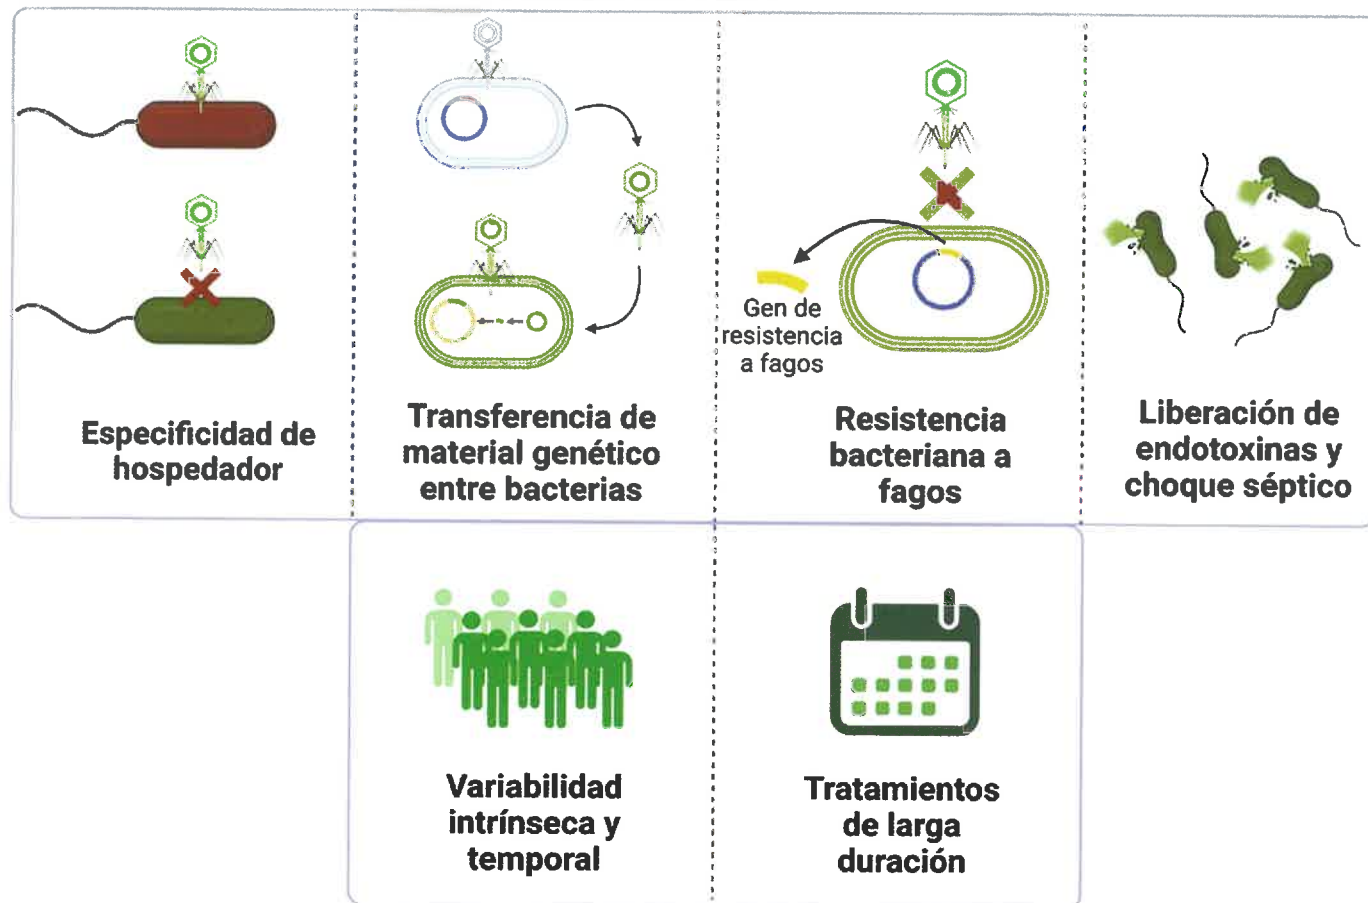 Gen de
resistencia
a fagos
Especificidad de
hospedador
Transferencia de
material genético
entre bacterias
Resistencia
bacteriana a
fagos
Liberación de
endotoxinas y
choque séptico
Variabilidad
intrínseca y
temporal
Tratamientos
de larga
duración